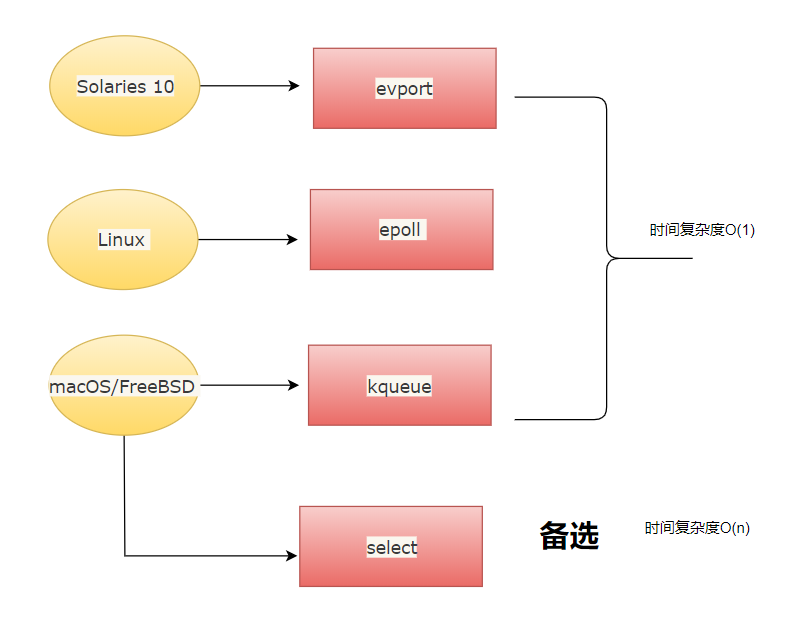 Solaries 10
evport
时间复杂度O(1)
Linux
epoll
macOS/FreeBSD
kqueue
select
备选
时间复杂度O(n)